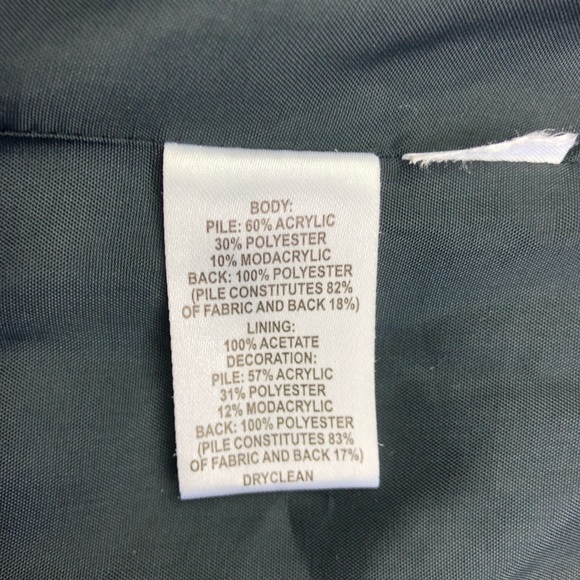 BODY:
PILE: 60% ACRYLIC
30% POLYESTER
10% MODACRYLIC
BACK: 100% POLYESTER
(PILE CONSTITUTES 82%
OF FABRIC AND BACK 18%)
LINING:
100% ACETATE
DECORATION:
PILE: 57% ACRYLIC
31% POLYESTER
12% MODACRYLIC
BACK: 100% POLYESTER
(PILE CONSTITUTES 83%
OF FABRIC AND BACK 17%)
DRYCLEAN